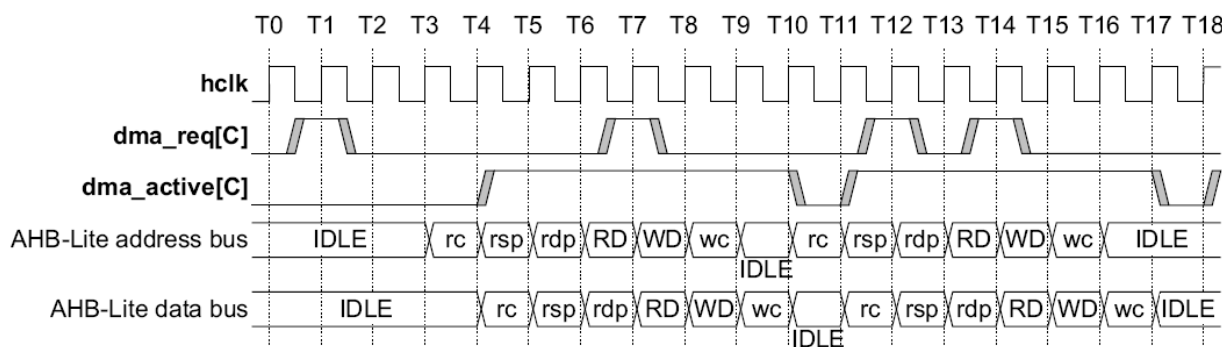 T0 T1 T2 T3 T4 T5 T6 T7 T8 T9 T10 T11 T12 T13 T14 T15 T16 T17 T18
hclk
dma_req[C]
dma_active[C]
AHB-Lite address bus IDLE rc rsp rdp RD WD wc rc rsp rdp RD WD wc IDLE
IDLE
AHB-Lite data bus IDLE rc rsp rdp RD WD wc rc rsp rdp RD WD wc IDLE
IDLE